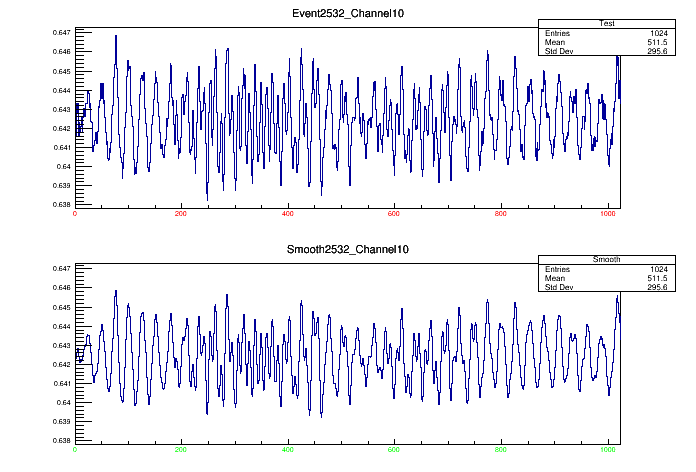 Event2532_Channel10
Test
Entries 1024
Mean 511.5
Std Dev 295.6
0.647
0.646
0.645
0.644
0.643
0.642
0.641
0.64
0.639
0.638
0 200 400 600 800 1000
Smooth2532_Channel10
Smooth
Entries 1024
Mean 511.5
Std Dev 295.6
0.647
0.646
0.645
0.644
0.643
0.642
0.641
0.64
0.639
0.638
0 200 400 600 800 1000